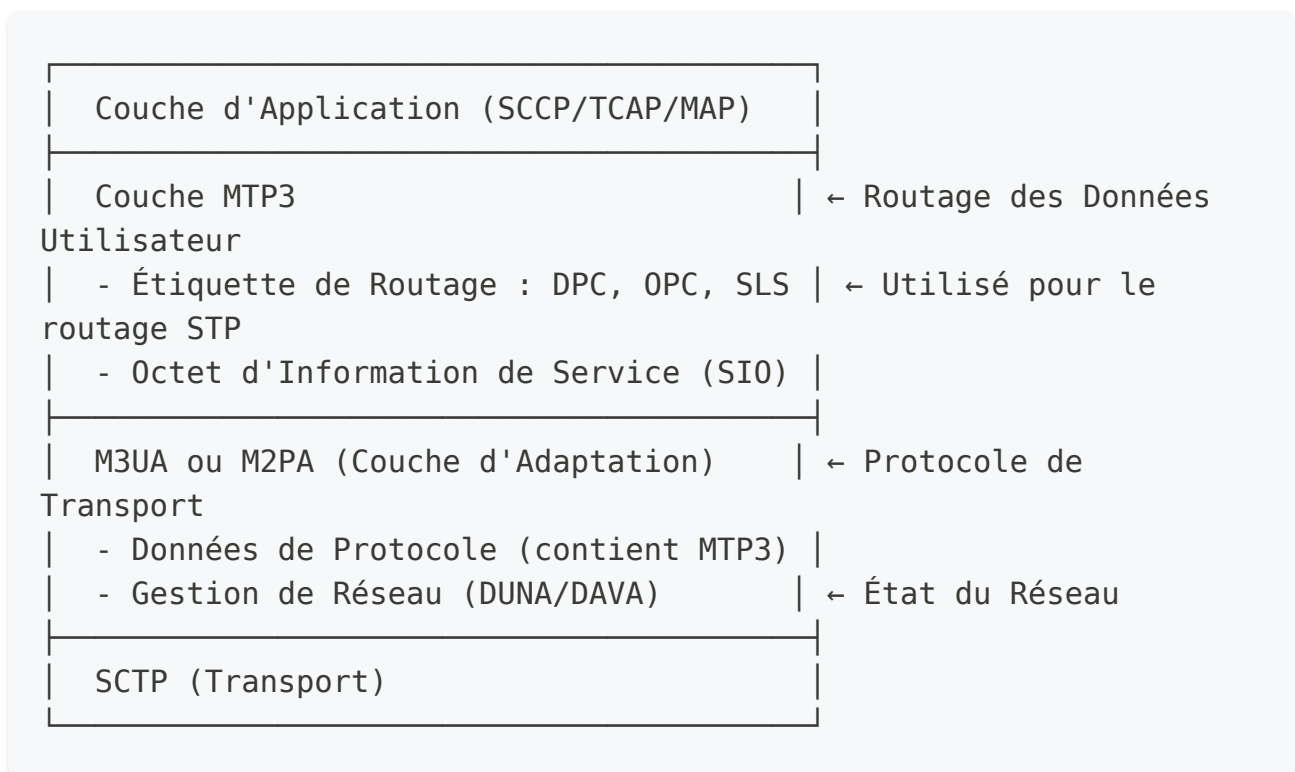 Couche d'Application (SCCP/TCAP/MAP)
Couche MTP3 ← Routage des Données
Utilisateur
- Étiquette de Routage : DPC, OPC, SLS ← Utilisé pour le
routage STP
- Octet d'Information de Service (SIO)
M3UA ou M2PA (Couche d'Adaptation) ← Protocole de
Transport
- Données de Protocole (contient MTP3)
- Gestion de Réseau (DUNA/DAVA) ← État du Réseau
SCTP (Transport)